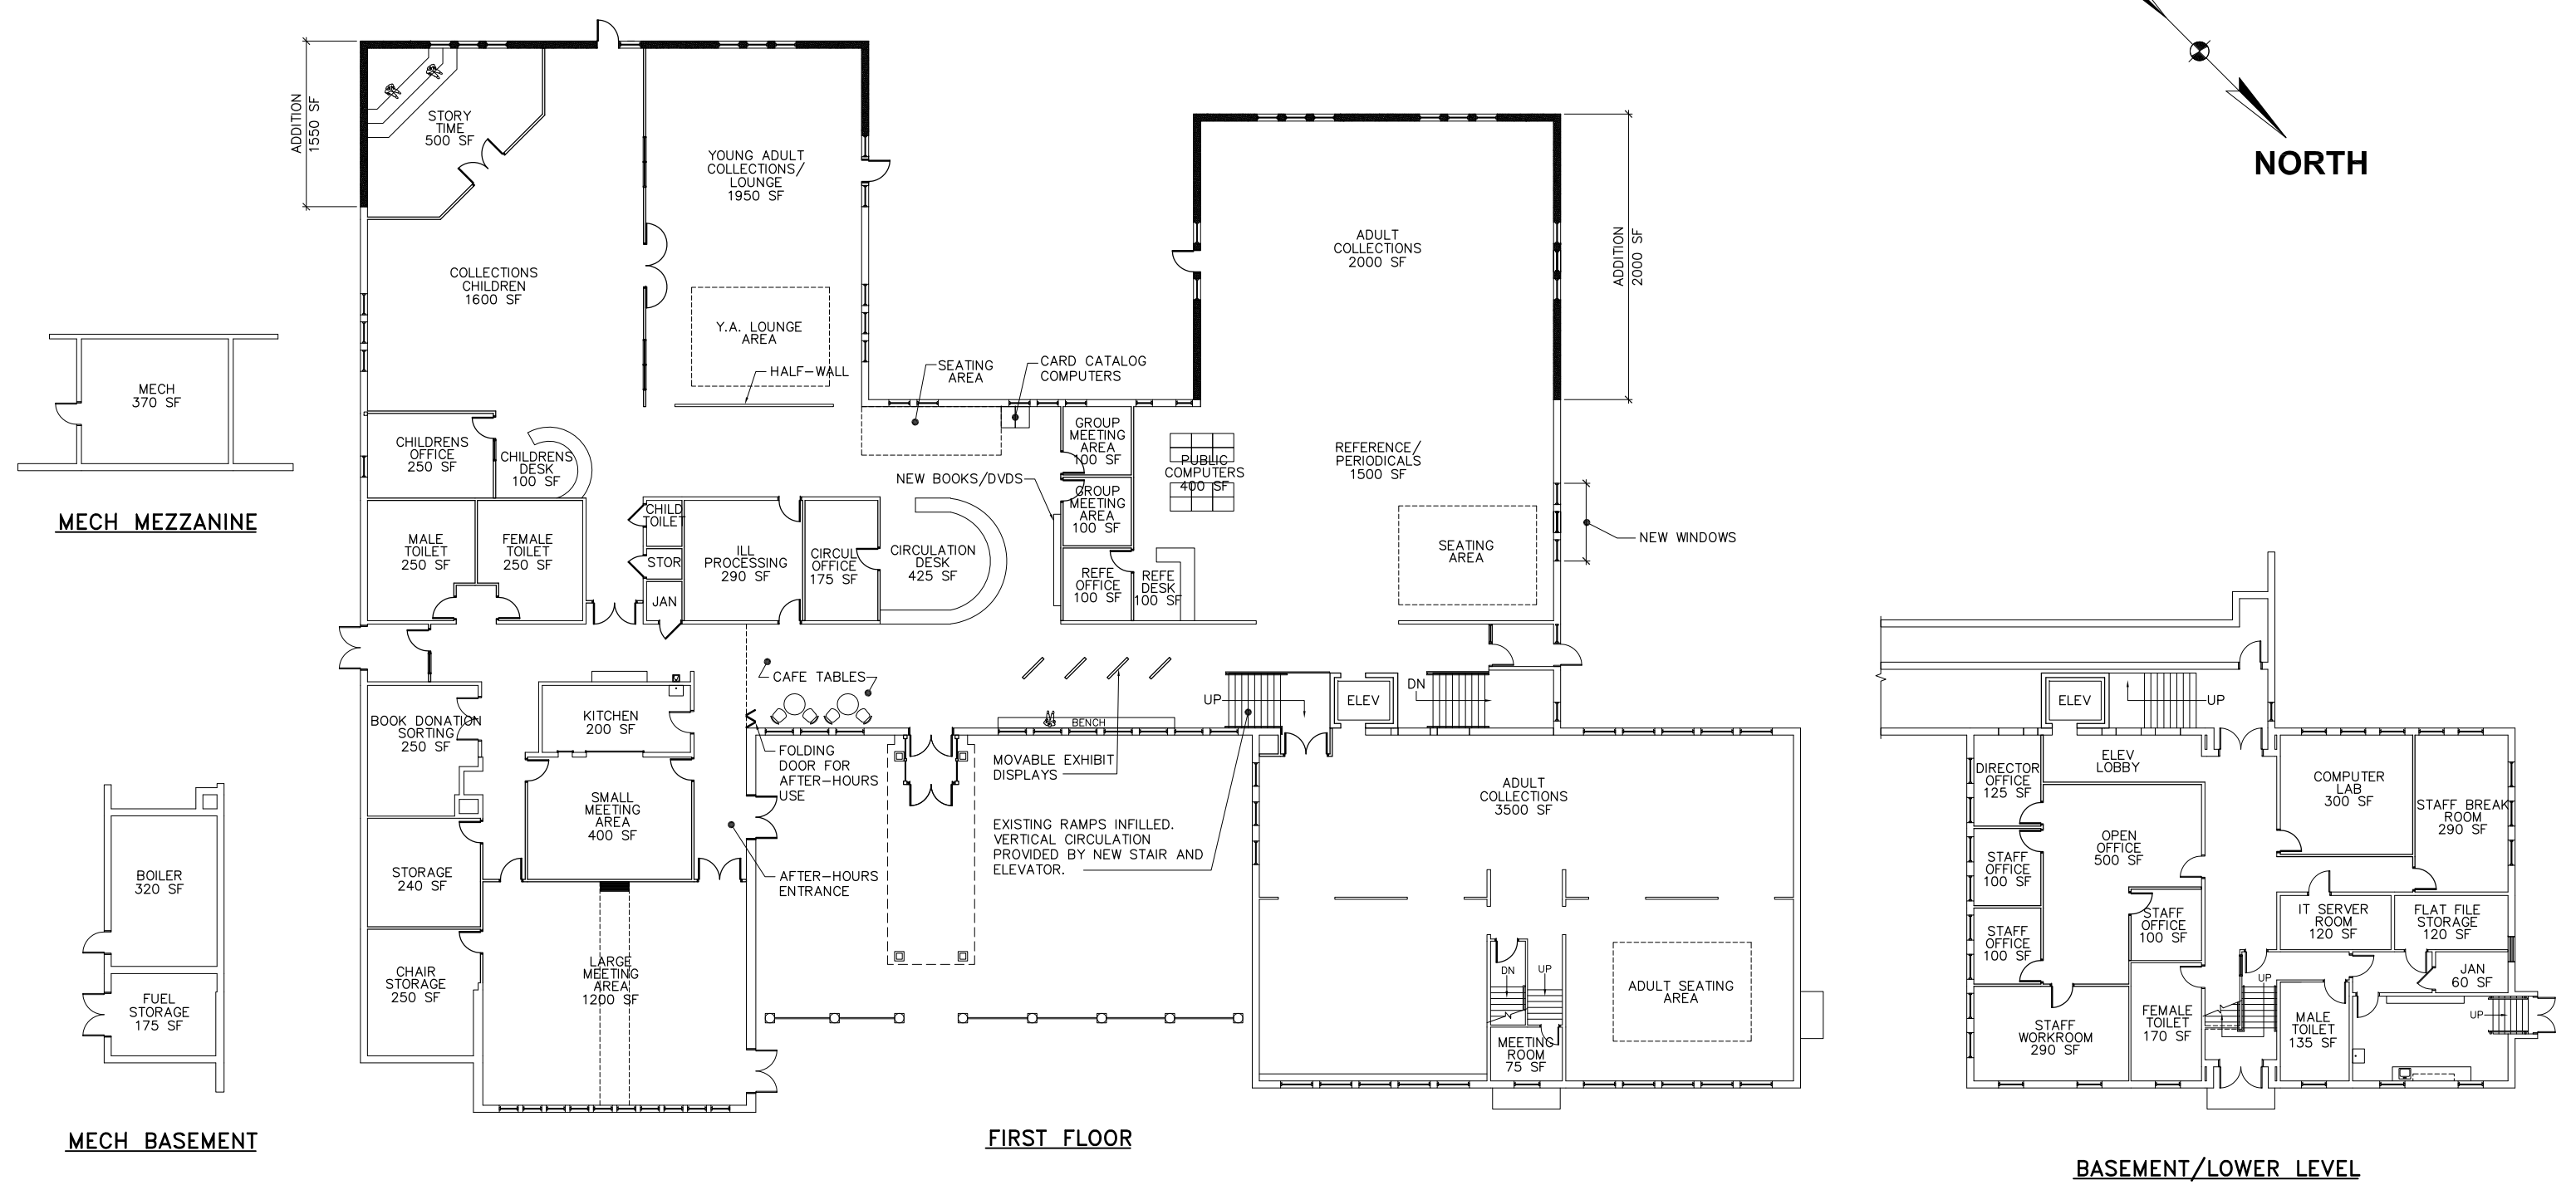 NORTH
ADDITION
1550 SF
STORY
TIME
500 SF
YOUNG ADULT
COLLECTIONS/
LOUNGE
1950 SF
COLLECTIONS
CHILDREN
1600 SF
Y.A. LOUNGE
AREA
HALF-WALL
SEATING
AREA
CARD CATALOG
COMPUTERS
ADULT
COLLECTIONS
2000 SF
ADDITION
2000 SF
MECH
370 SF
MECH MEZZANINE
CHILDRENS
OFFICE
250 SF
CHILDRENS
DESK
100 SF
NEW BOOKS/DVDS
GROUP
MEETING
AREA
100 SF
GROUP
MEETING
AREA
100 SF
PUBLIC
COMPUTERS
400 SF
REFERENCE/
PERIODICALS
1500 SF
SEATING
AREA
NEW WINDOWS
MALE
TOILET
250 SF
FEMALE
TOILET
250 SF
CHILD
TOILET
STOR
JAN
ILL
PROCESSING
290 SF
CIRCUL
OFFICE
175 SF
CIRCULATION
DESK
425 SF
REFE
OFFICE
100 SF
REFE
DESK
100 SF
CAFE TABLES
UP
ELEV
DN
BENCH
BOOK DONATION
SORTING
250 SF
KITCHEN
200 SF
FOLDING
DOOR FOR
AFTER-HOURS
USE
MOVABLE EXHIBIT
DISPLAYS
SMALL
MEETING
AREA
400 SF
EXISTING RAMPS INFILLED.
VERTICAL CIRCULATION
PROVIDED BY NEW STAIR AND
ELEVATOR.
ADULT
COLLECTIONS
3500 SF
STORAGE
240 SF
AFTER-HOURS
ENTRANCE
CHAIR
STORAGE
250 SF
LARGE
MEETING
AREA
1200 SF
DN
UP
MEETING
ROOM
75 SF
ADULT SEATING
AREA
FIRST FLOOR
BOILER
320 SF
FUEL
STORAGE
175 SF
MECH BASEMENT
ELEV
UP
ELEV
LOBBY
DIRECTOR
OFFICE
125 SF
COMPUTER
LAB
300 SF
STAFF BREAK
ROOM
290 SF
OPEN
OFFICE
500 SF
STAFF
OFFICE
100 SF
STAFF
OFFICE
100 SF
STAFF
OFFICE
100 SF
IT SERVER
ROOM
120 SF
FLAT FILE
STORAGE
120 SF
JAN
60 SF
UP
UP
STAFF
WORKROOM
290 SF
FEMALE
TOILET
170 SF
MALE
TOILET
135 SF
BASEMENT/LOWER LEVEL